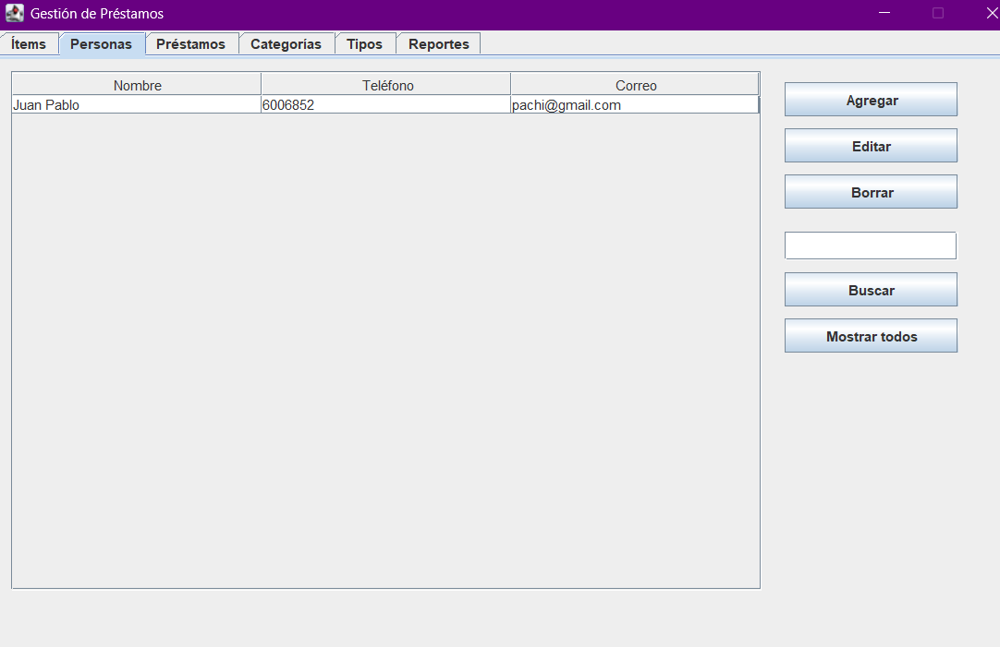 Gestión de Préstamos
Ítems Personas Préstamos Categorías Tipos Reportes
Nombre Teléfono Correo
Juan Pablo 6006852 pachi@gmail.com
Agregar
Editar
Borrar
Buscar
Mostrar todos